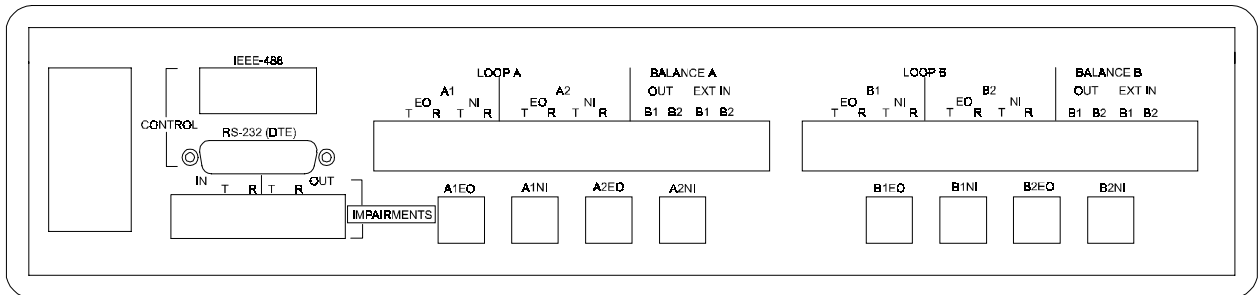 IEEE-488
CONTROL
RS-232 (DTE)
IN T R T R OUT
IMPAIRMENTS
LOOP A
A1 A2
EO NI EO NI
T R T R T R T R
BALANCE A
OUT EXT IN
B1 B2 B1 B2
A1EO A1NI A2EO A2NI
LOOP B
B1 B2
EO NI EO NI
T R T R T R T R
BALANCE B
OUT EXT IN
B1 B2 B1 B2
B1EO B1NI B2EO B2NI